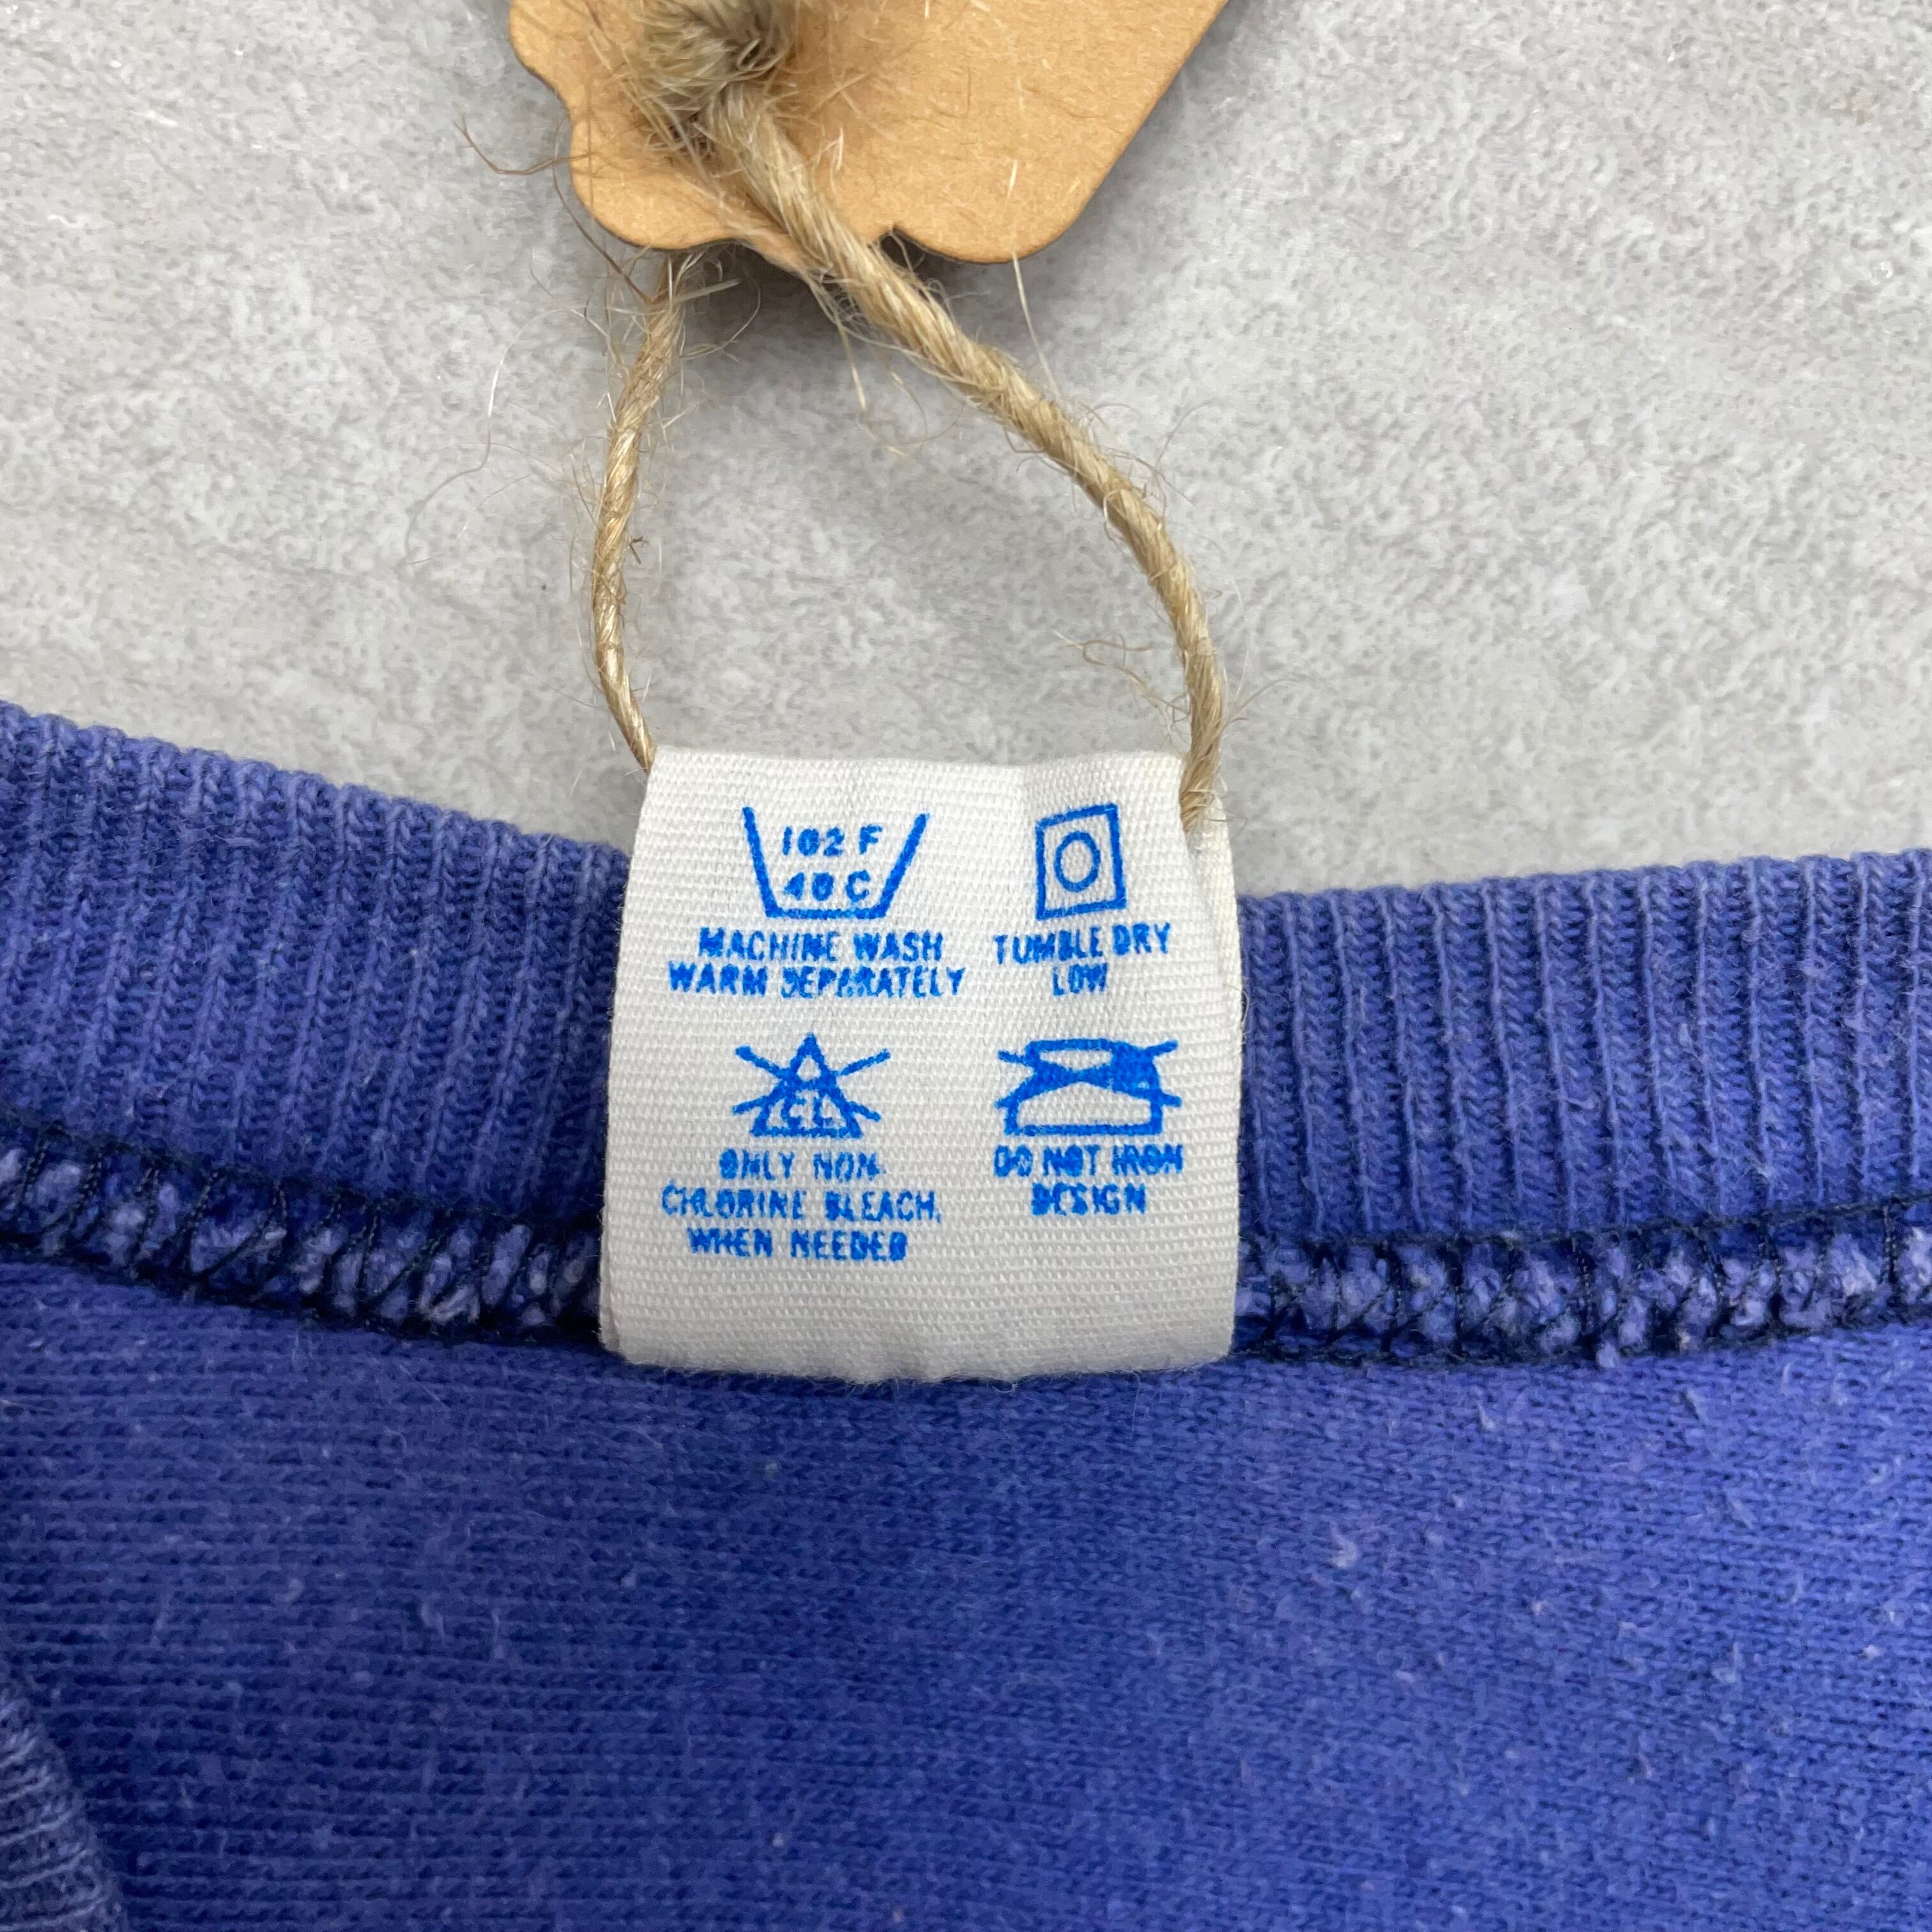 102 F
40 C
MACHINE WASH
WARM SEPARATELY
TUMBLE DRY
LOW
CL
ONLY NON-
CHLORINE BLEACH,
WHEN NEEDED
DO NOT IRON
DESIGN